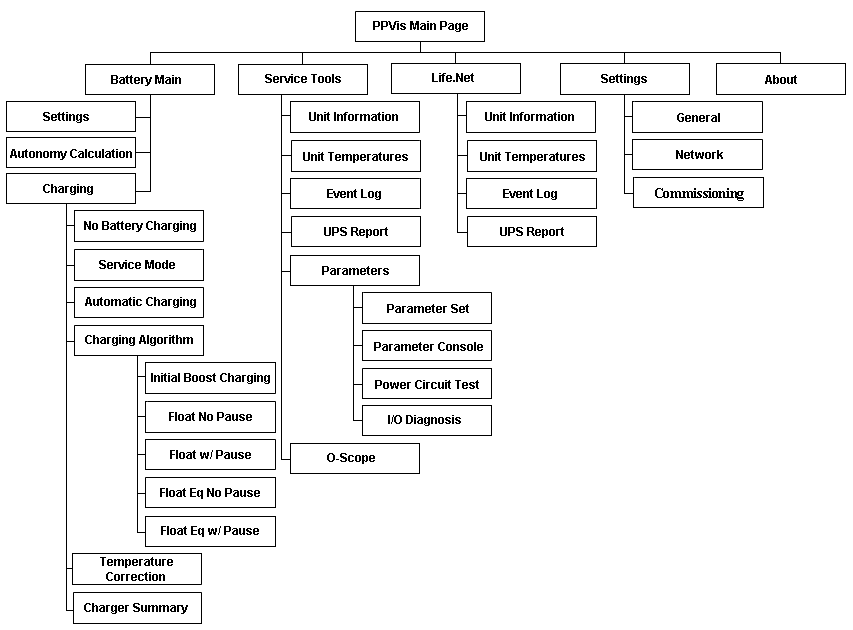 PPVis Main Page
Battery Main
Service Tools
Life.Net
Settings
About
Settings
Autonomy Calculation
Charging
No Battery Charging
Service Mode
Automatic Charging
Charging Algorithm
Initial Boost Charging
Float No Pause
Float w/ Pause
Float Eq No Pause
Float Eq w/ Pause
Temperature
Correction
Charger Summary
Unit Information
Unit Temperatures
Event Log
UPS Report
Parameters
Parameter Set
Parameter Console
Power Circuit Test
I/O Diagnosis
O-Scope
Unit Information
Unit Temperatures
Event Log
UPS Report
General
Network
Commissioning